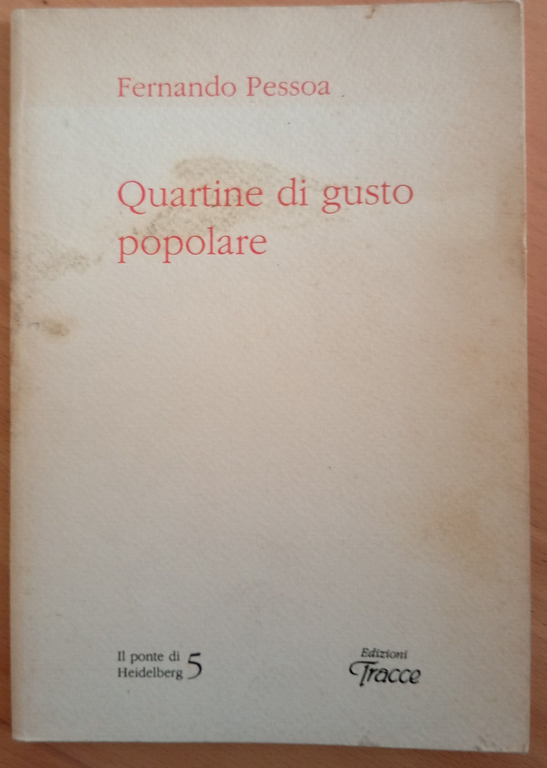 Fernando Pessoa
Quartine di gusto
popolare
Il ponte di
Heidelberg 5
Edizioni
Tracce